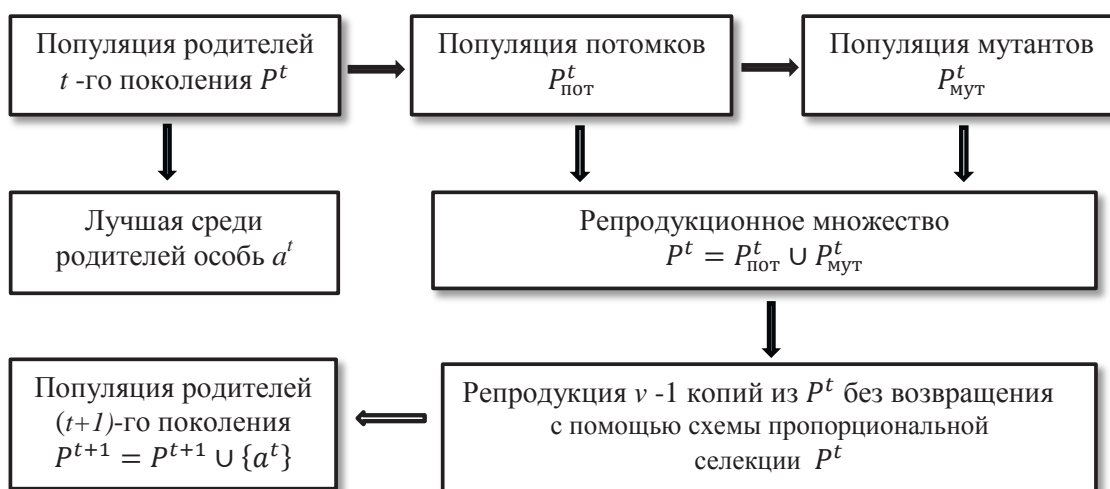 Популяция родителей
t -го поколения P^t
Популяция потомков
P^t_пот
Популяция мутантов
P^t_мут
Лучшая среди
родителей особь a^t
Репродукционное множество
P^t = P^t_пот ∪ P^t_мут
Популяция родителей
(t+1)-го поколения
P^{t+1} = P^{t+1} ∪ {a^t}
Репродукция v -1 копий из P^t без возвращения
с помощью схемы пропорциональной
селекции P^t